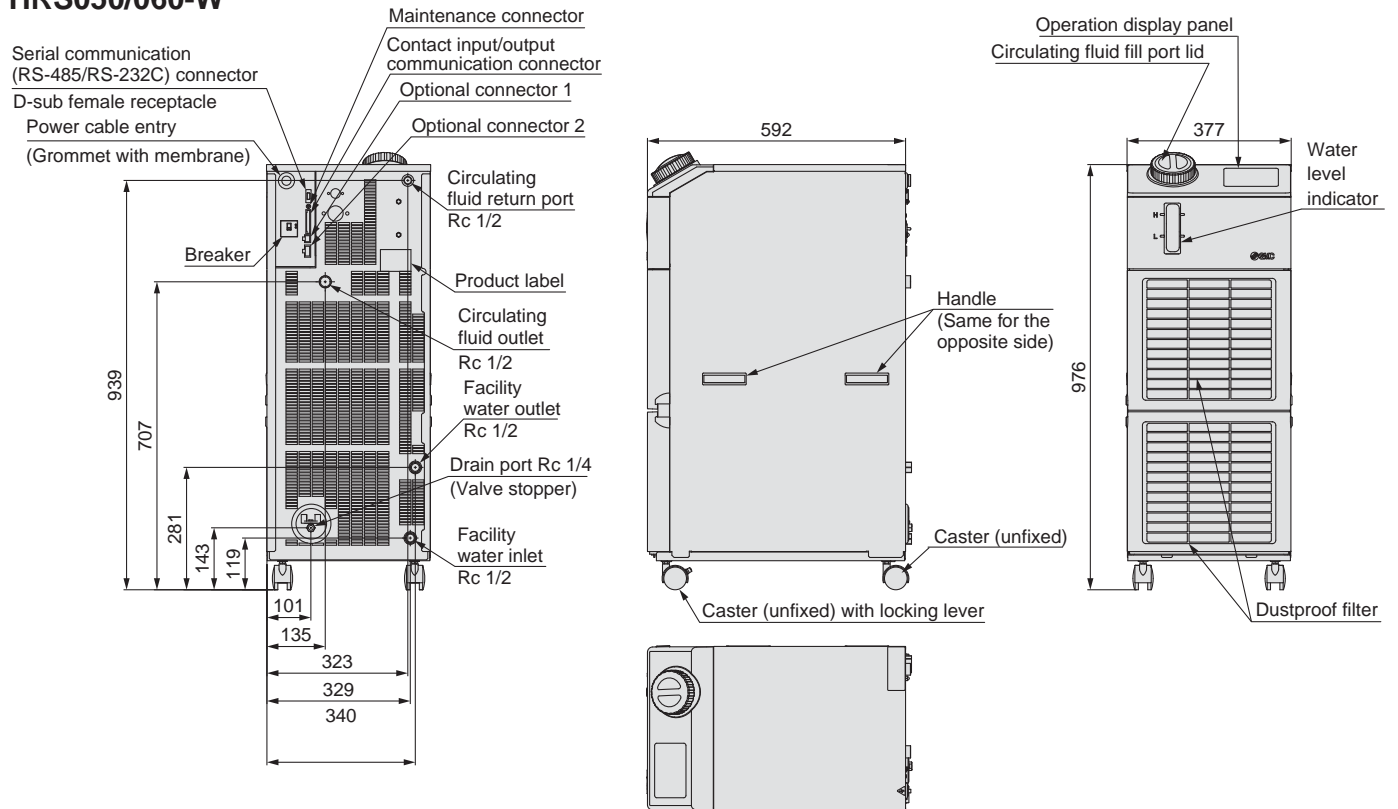 HRS050/060-W
Maintenance connector
Contact input/output
communication connector
Serial communication
(RS-485/RS-232C) connector
D-sub female receptacle
Optional connector 1
Optional connector 2
Power cable entry
(Grommet with membrane)
Circulating
fluid return port
Rc 1/2
Breaker
Product label
Circulating
fluid outlet
Rc 1/2
Facility
water outlet
Rc 1/2
Drain port Rc 1/4
(Valve stopper)
Facility
water inlet
Rc 1/2
939
707
281
143
119
101
135
323
329
340
592
Handle
(Same for the
opposite side)
Caster (unfixed)
Caster (unfixed) with locking lever
Operation display panel
Circulating fluid fill port lid
377
Water
level
indicator
H
L
SMC
976
Dustproof filter